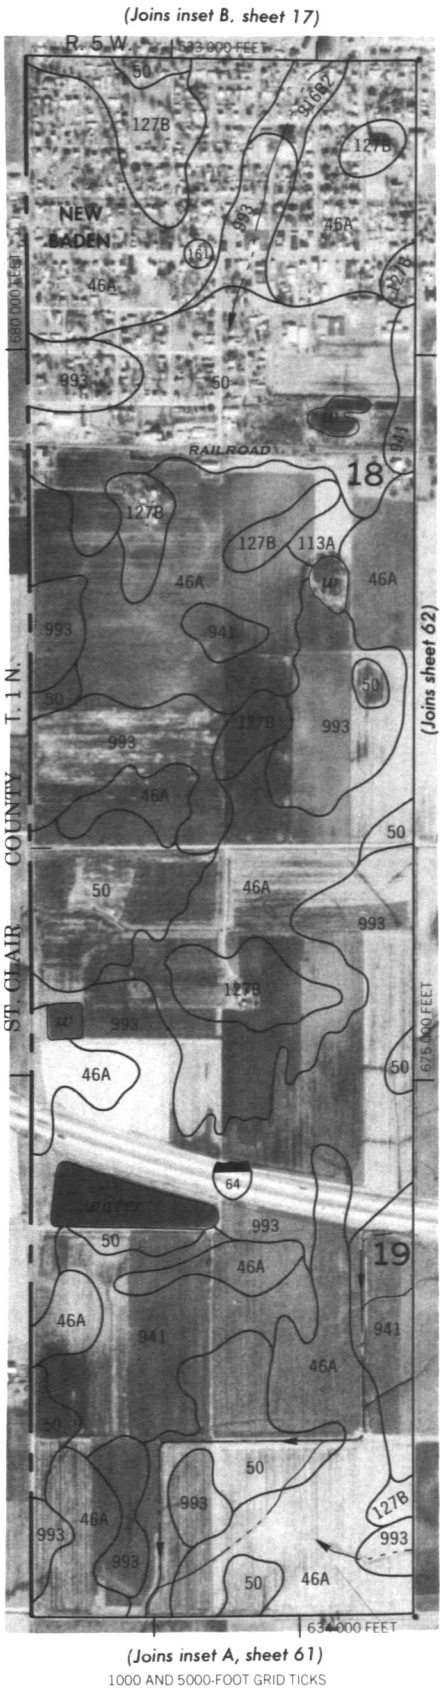 (Joins inset B, sheet 17)
R. 5 W.
633 000 FEET
50
916B2
127B
127B
NEW
BADEN
993
46A
161
127B
46A
680 000 FEET
993
50
W
941
RAILROAD
18
127B
127B
113A
46A
W
46A
993
941
(Joins sheet 62)
50
50
T. 1 N.
127B
993
993
46A
50
ST. CLAIR COUNTY
50
46A
993
127B
W
993
675 000 FEET
46A
50
64
water
993
50
19
46A
46A
941
941
46A
50
50
993
127B
46A
993
993
993
50
46A
634 000 FEET
(Joins inset A, sheet 61)
1000 AND 5000-FOOT GRID TICKS